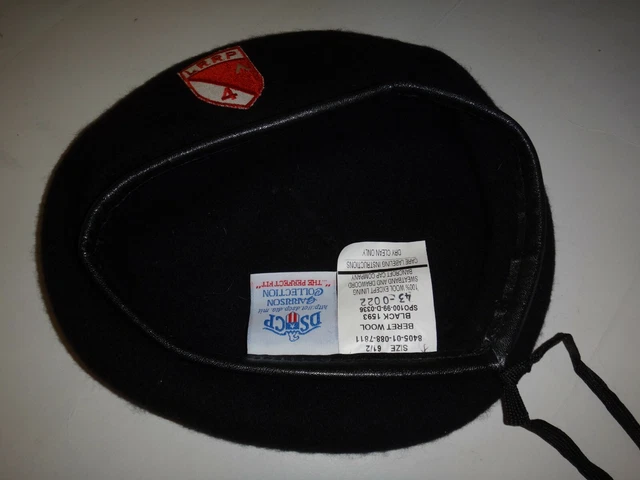 LRRP
4
SIZE 6 1/2
8405-01-088-7811
BERET WOOL
BLACK 1593
SPO100-99-D-0336
43-0022
100% WOOL EXCEPT LINING
SWEATBAND AND DRAWCORD
BANCROFT CAP COMPANY
CARE LABELING INSTRUCTIONS
DRY CLEAN ONLY
DSCP
GARRISON
COLLECTION
"THE PERFECT FIT"